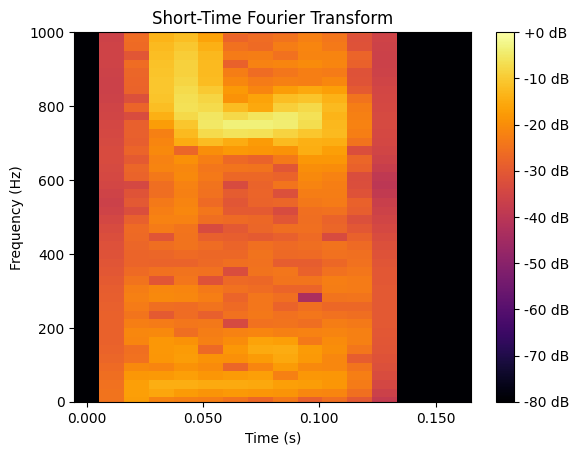 Short-Time Fourier Transform
1000
800
600
400
200
0
Frequency (Hz)
0.000
0.050
0.100
0.150
Time (s)
+0 dB
-10 dB
-20 dB
-30 dB
-40 dB
-50 dB
-60 dB
-70 dB
-80 dB